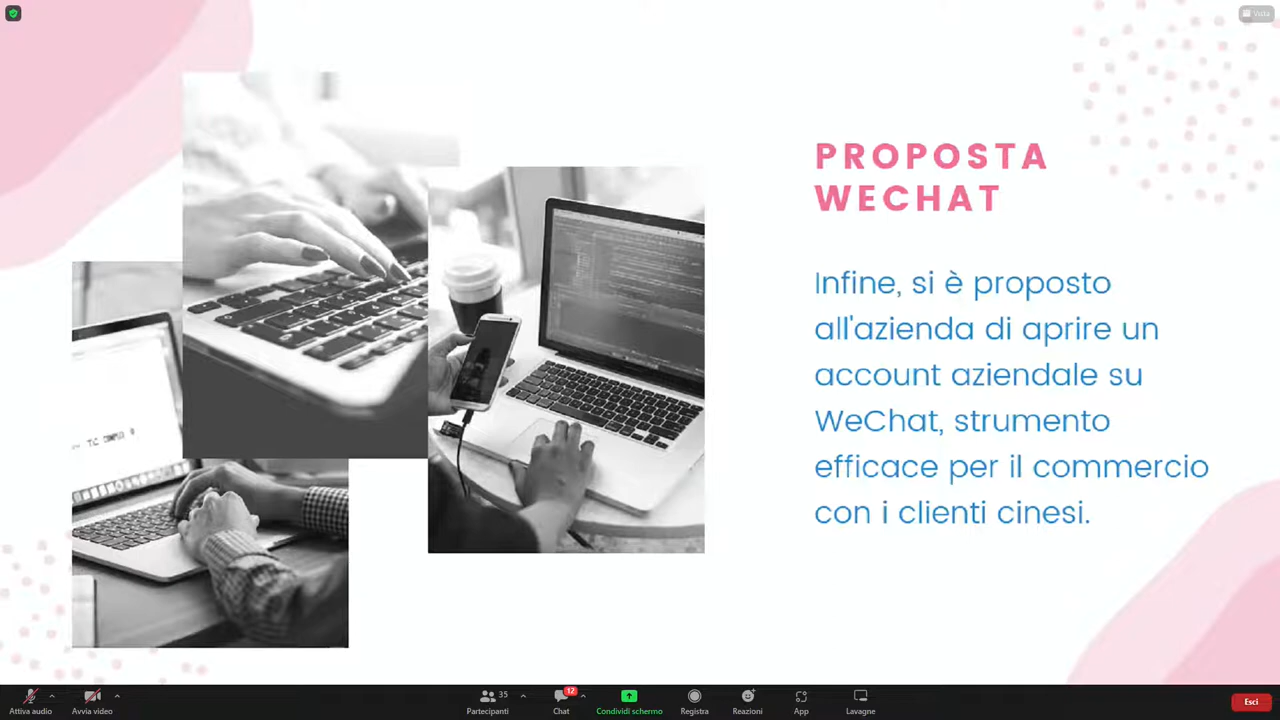 Vista
PROPOSTA
WECHAT
Infine, si è proposto
all'azienda di aprire un
account aziendale su
WeChat, strumento
efficace per il commercio
con i clienti cinesi.
Attiva audio
Avvia video
35
Partecipanti
12
Chat
Condividi schermo
Registra
Reazioni
App
Lavagne
Esci